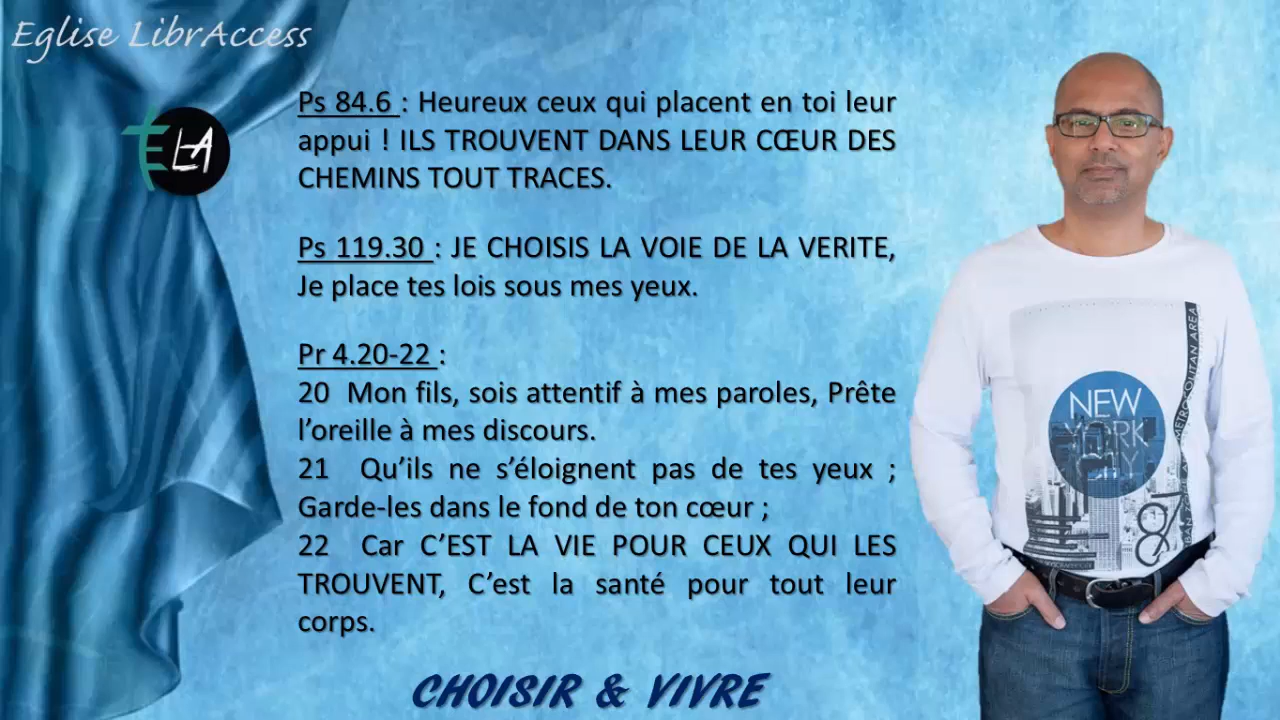 Eglise LibrAccess
ELA
Ps 84.6 : Heureux ceux qui placent en toi leur
appui ! ILS TROUVENT DANS LEUR CŒUR DES
CHEMINS TOUT TRACES.
Ps 119.30 : JE CHOISIS LA VOIE DE LA VERITE,
Je place tes lois sous mes yeux.
Pr 4.20-22 :
20 Mon fils, sois attentif à mes paroles, Prête
l’oreille à mes discours.
21 Qu’ils ne s’éloignent pas de tes yeux ;
Garde-les dans le fond de ton cœur ;
22 Car C’EST LA VIE POUR CEUX QUI LES
TROUVENT, C’est la santé pour tout leur
corps.
CHOISIR & VIVRE
METROSPOLITAN AREA
NEW
YORK
CITY
87